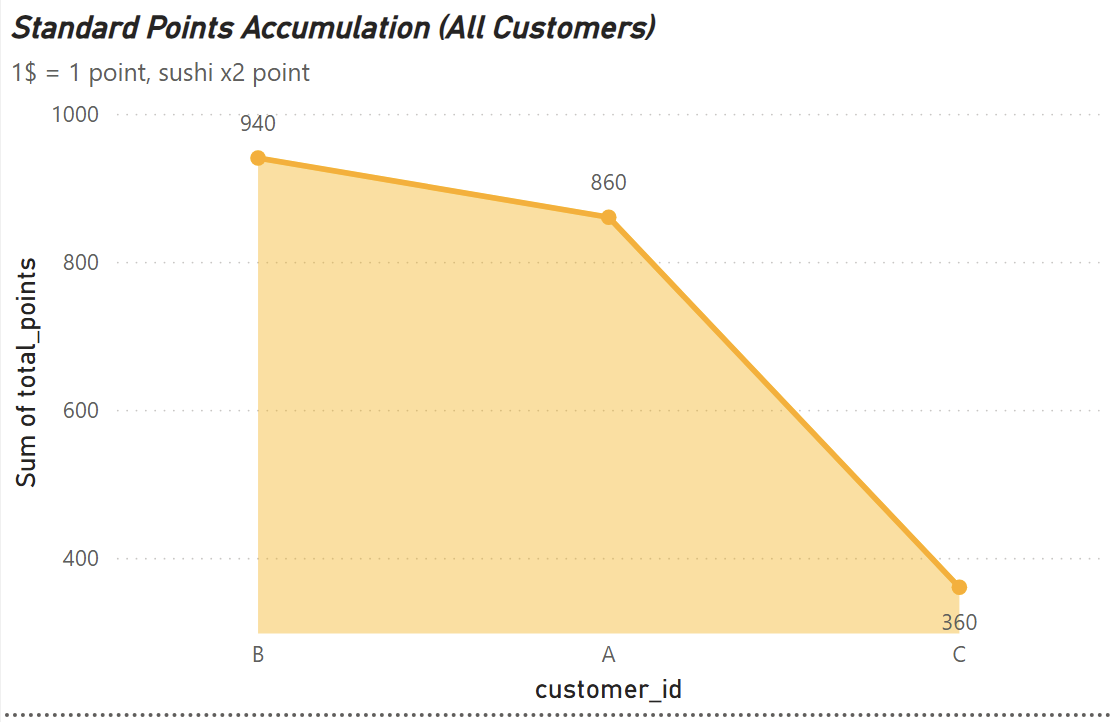 Standard Points Accumulation (All Customers)
1$ = 1 point, sushi x2 point
1000
940
860
800
Sum of total_points
600
400
360
B A C
customer_id